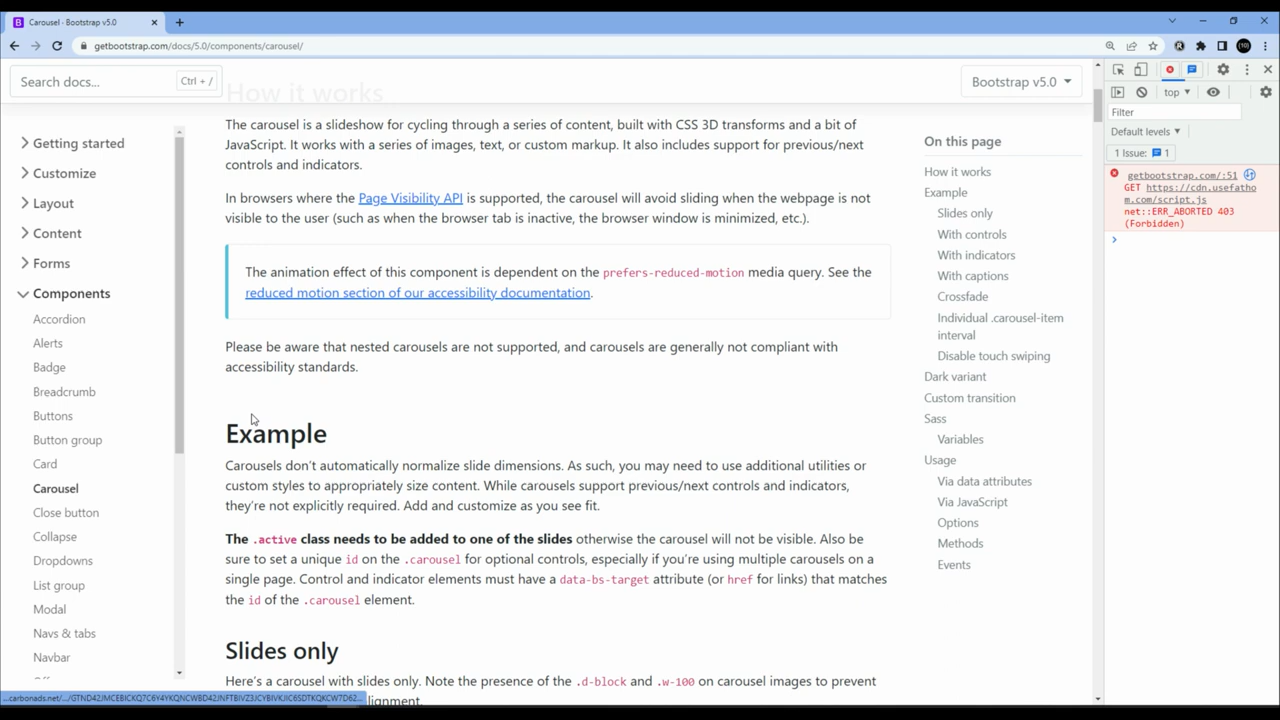 Carousel · Bootstrap v5.0
getbootstrap.com/docs/5.0/components/carousel/
Search docs...
Ctrl + /
How it works
Bootstrap v5.0
Getting started
Customize
Layout
Content
Forms
Components
Accordion
Alerts
Badge
Breadcrumb
Buttons
Button group
Card
Carousel
Close button
Collapse
Dropdowns
List group
Modal
Navs & tabs
Navbar
The carousel is a slideshow for cycling through a series of content, built with CSS 3D transforms and a bit of
JavaScript. It works with a series of images, text, or custom markup. It also includes support for previous/next
controls and indicators.
In browsers where the Page Visibility API is supported, the carousel will avoid sliding when the webpage is not
visible to the user (such as when the browser tab is inactive, the browser window is minimized, etc.).
The animation effect of this component is dependent on the prefers-reduced-motion media query. See the
reduced motion section of our accessibility documentation.
Please be aware that nested carousels are not supported, and carousels are generally not compliant with
accessibility standards.
Example
Carousels don't automatically normalize slide dimensions. As such, you may need to use additional utilities or
custom styles to appropriately size content. While carousels support previous/next controls and indicators,
they're not explicitly required. Add and customize as you see fit.
The .active class needs to be added to one of the slides otherwise the carousel will not be visible. Also be
sure to set a unique id on the .carousel for optional controls, especially if you're using multiple carousels on a
single page. Control and indicator elements must have a data-bs-target attribute (or href for links) that matches
the id of the .carousel element.
Slides only
Here's a carousel with slides only. Note the presence of the .d-block and .w-100 on carousel images to prevent
lignment.
On this page
How it works
Example
Slides only
With controls
With indicators
With captions
Crossfade
Individual .carousel-item
interval
Disable touch swiping
Dark variant
Custom transition
Sass
Variables
Usage
Via data attributes
Via JavaScript
Options
Methods
Events
top
Filter
Default levels
1 Issue: 1
getbootstrap.com/:51
GET https://cdn.usefatho
m.com/script.js
net::ERR_ABORTED 403
(Forbidden)